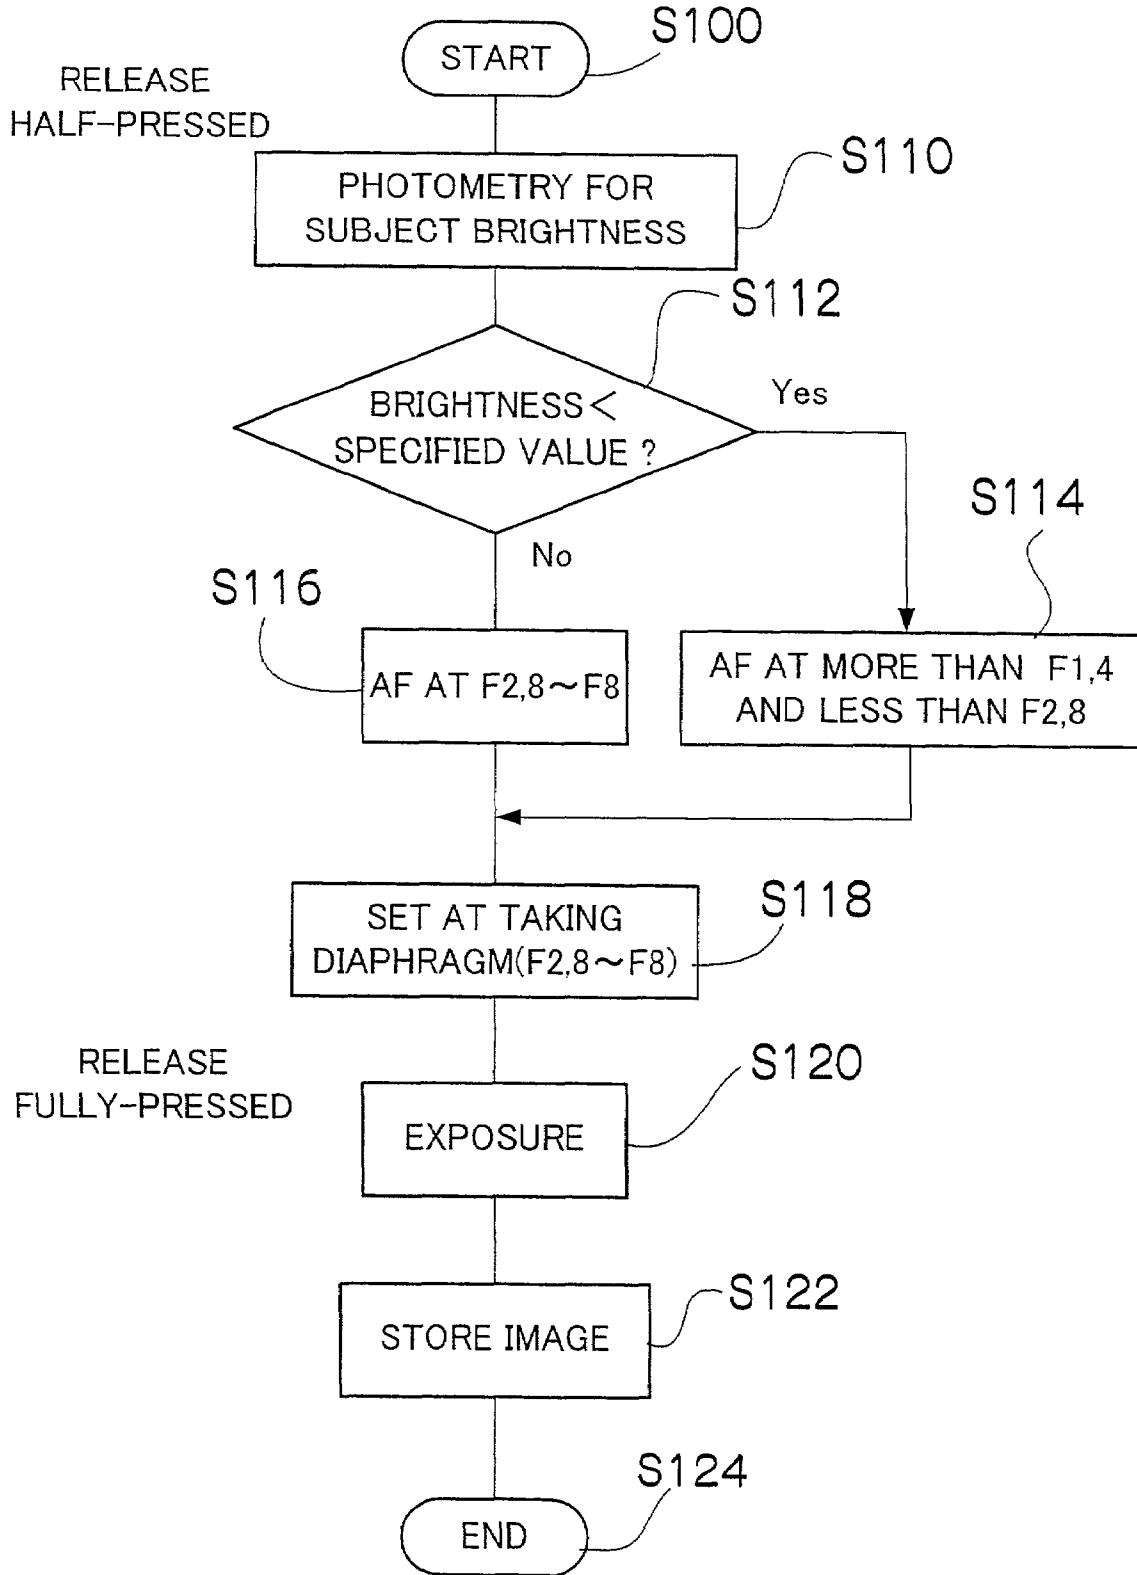 START
S100
RELEASE
HALF-PRESSED
PHOTOMETRY FOR
SUBJECT BRIGHTNESS
S110
S112
BRIGHTNESS<
SPECIFIED VALUE ?
Yes
No
S114
S116
AF AT F2,8~F8
AF AT MORE THAN F1,4
AND LESS THAN F2,8
SET AT TAKING
DIAPHRAGM(F2,8~F8)
S118
RELEASE
FULLY-PRESSED
EXPOSURE
S120
STORE IMAGE
S122
S124
END